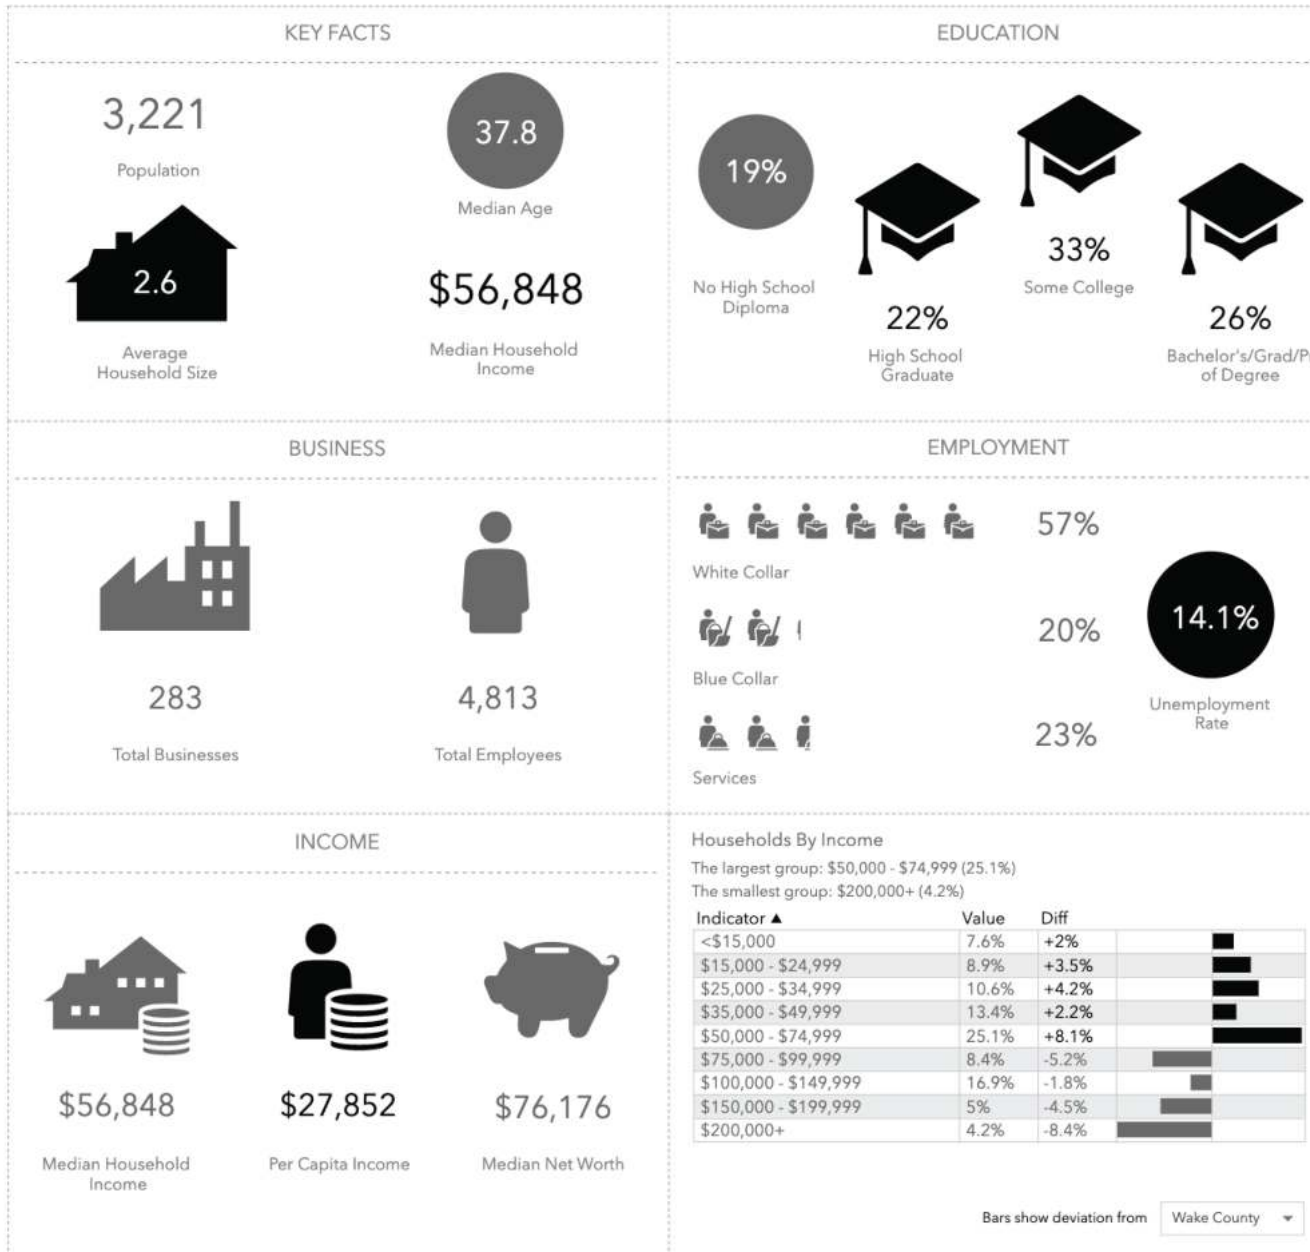 KEY FACTS
3,221
Population
37.8
Median Age
2.6
Average
Household Size
$56,848
Median Household
Income
EDUCATION
19%
No High School
Diploma
22%
High School
Graduate
33%
Some College
26%
Bachelor's/Grad/Pr
of Degree
BUSINESS
283
Total Businesses
4,813
Total Employees
EMPLOYMENT
57%
White Collar
20%
Blue Collar
23%
Services
14.1%
Unemployment
Rate
INCOME
$56,848
Median Household
Income
$27,852
Per Capita Income
$76,176
Median Net Worth
Households By Income
The largest group: $50,000 - $74,999 (25.1%)
The smallest group: $200,000+ (4.2%)
Indicator ▲ Value Diff
<$15,000 7.6% +2%
$15,000 - $24,999 8.9% +3.5%
$25,000 - $34,999 10.6% +4.2%
$35,000 - $49,999 13.4% +2.2%
$50,000 - $74,999 25.1% +8.1%
$75,000 - $99,999 8.4% -5.2%
$100,000 - $149,999 16.9% -1.8%
$150,000 - $199,999 5% -4.5%
$200,000+ 4.2% -8.4%
Bars show deviation from Wake County